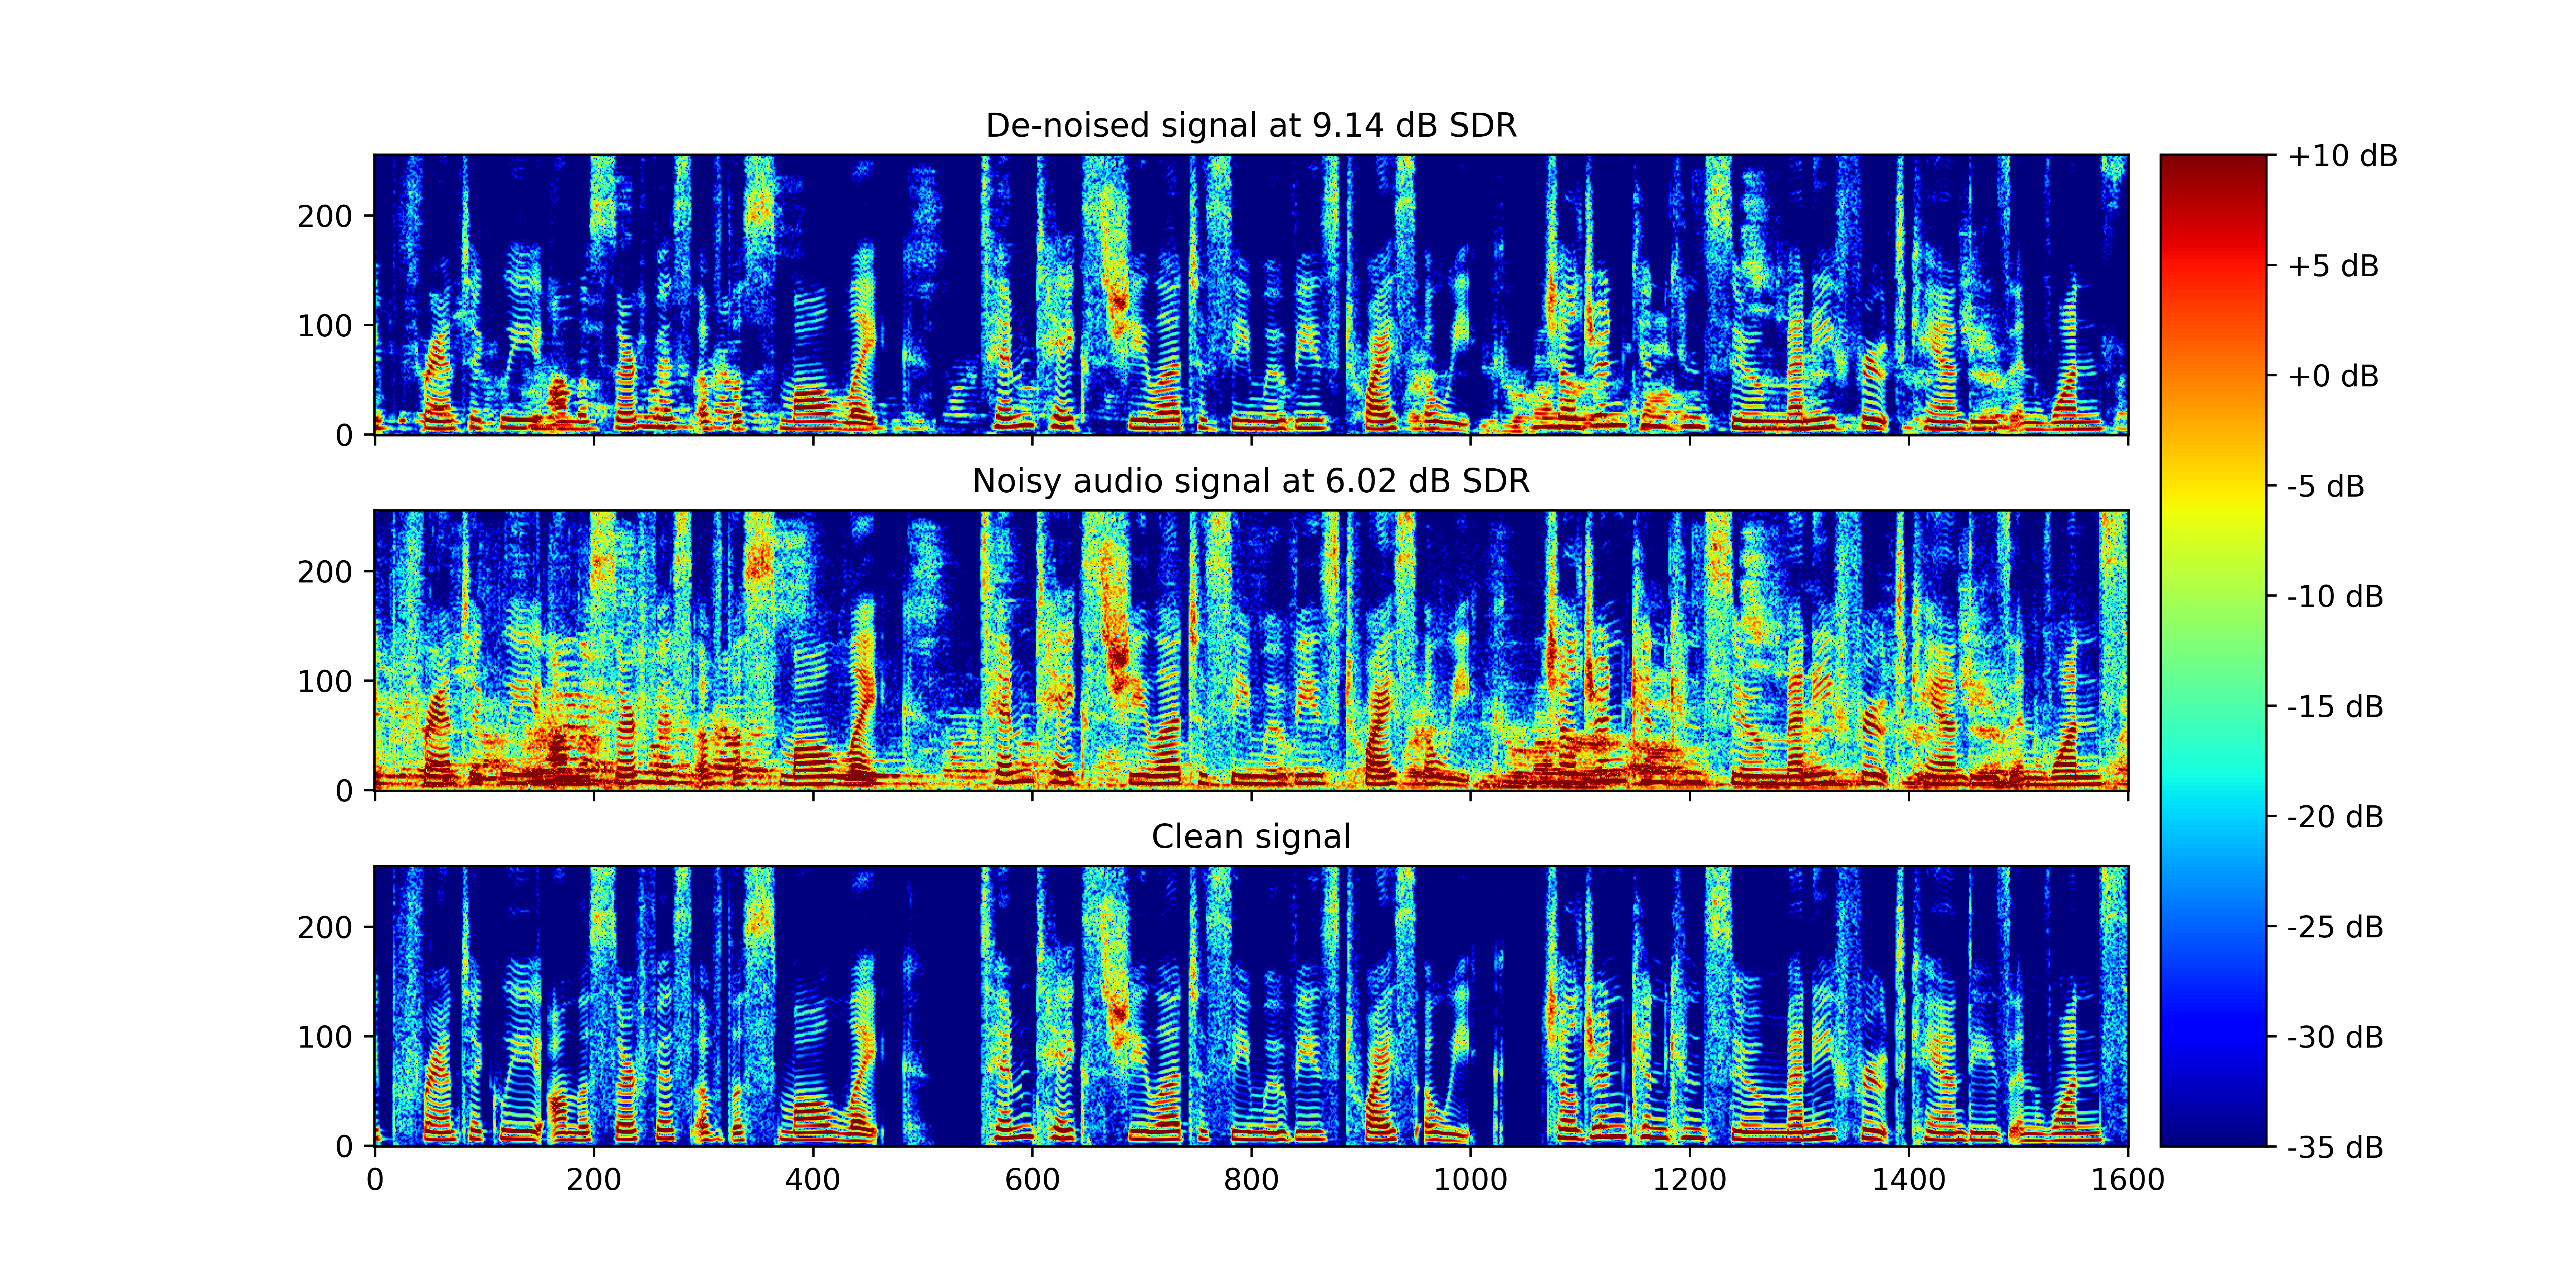 De-noised signal at 9.14 dB SDR
200
100
0
Noisy audio signal at 6.02 dB SDR
200
100
0
Clean signal
200
100
0
0 200 400 600 800 1000 1200 1400 1600
+10 dB
+5 dB
+0 dB
-5 dB
-10 dB
-15 dB
-20 dB
-25 dB
-30 dB
-35 dB